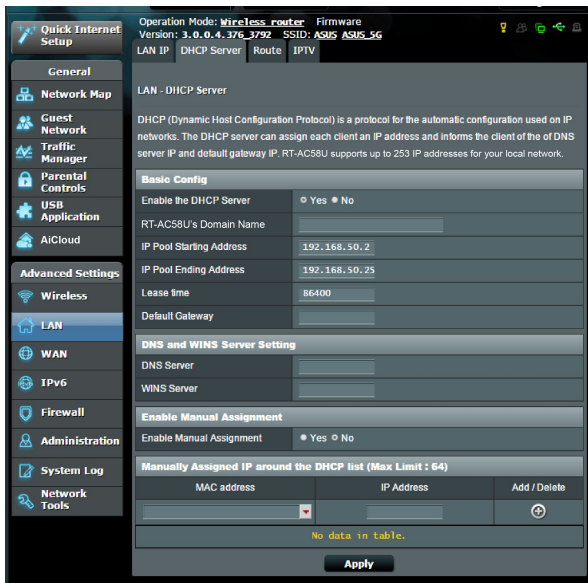 Quick Internet
Setup
General
Network Map
Guest
Network
Traffic
Manager
Parental
Controls
USB
Application
AiCloud
Advanced Settings
Wireless
LAN
WAN
IPv6
Firewall
Administration
System Log
Network
Tools
Operation Mode: Wireless router Firmware
Version: 3.0.0.4.376_3792 SSID: ASUS ASUS_5G
LAN IP DHCP Server Route IPTV
LAN - DHCP Server
DHCP (Dynamic Host Configuration Protocol) is a protocol for the automatic configuration used on IP
networks. The DHCP server can assign each client an IP address and informs the client of the of DNS
server IP and default gateway IP. RT-AC58U supports up to 253 IP addresses for your local network.
Basic Config
Enable the DHCP Server Yes No
RT-AC58U's Domain Name
IP Pool Starting Address 192.168.50.2
IP Pool Ending Address 192.168.50.25
Lease time 86400
Default Gateway
DNS and WINS Server Setting
DNS Server
WINS Server
Enable Manual Assignment
Enable Manual Assignment Yes No
Manually Assigned IP around the DHCP list (Max Limit : 64)
MAC address IP Address Add / Delete
No data in table.
Apply